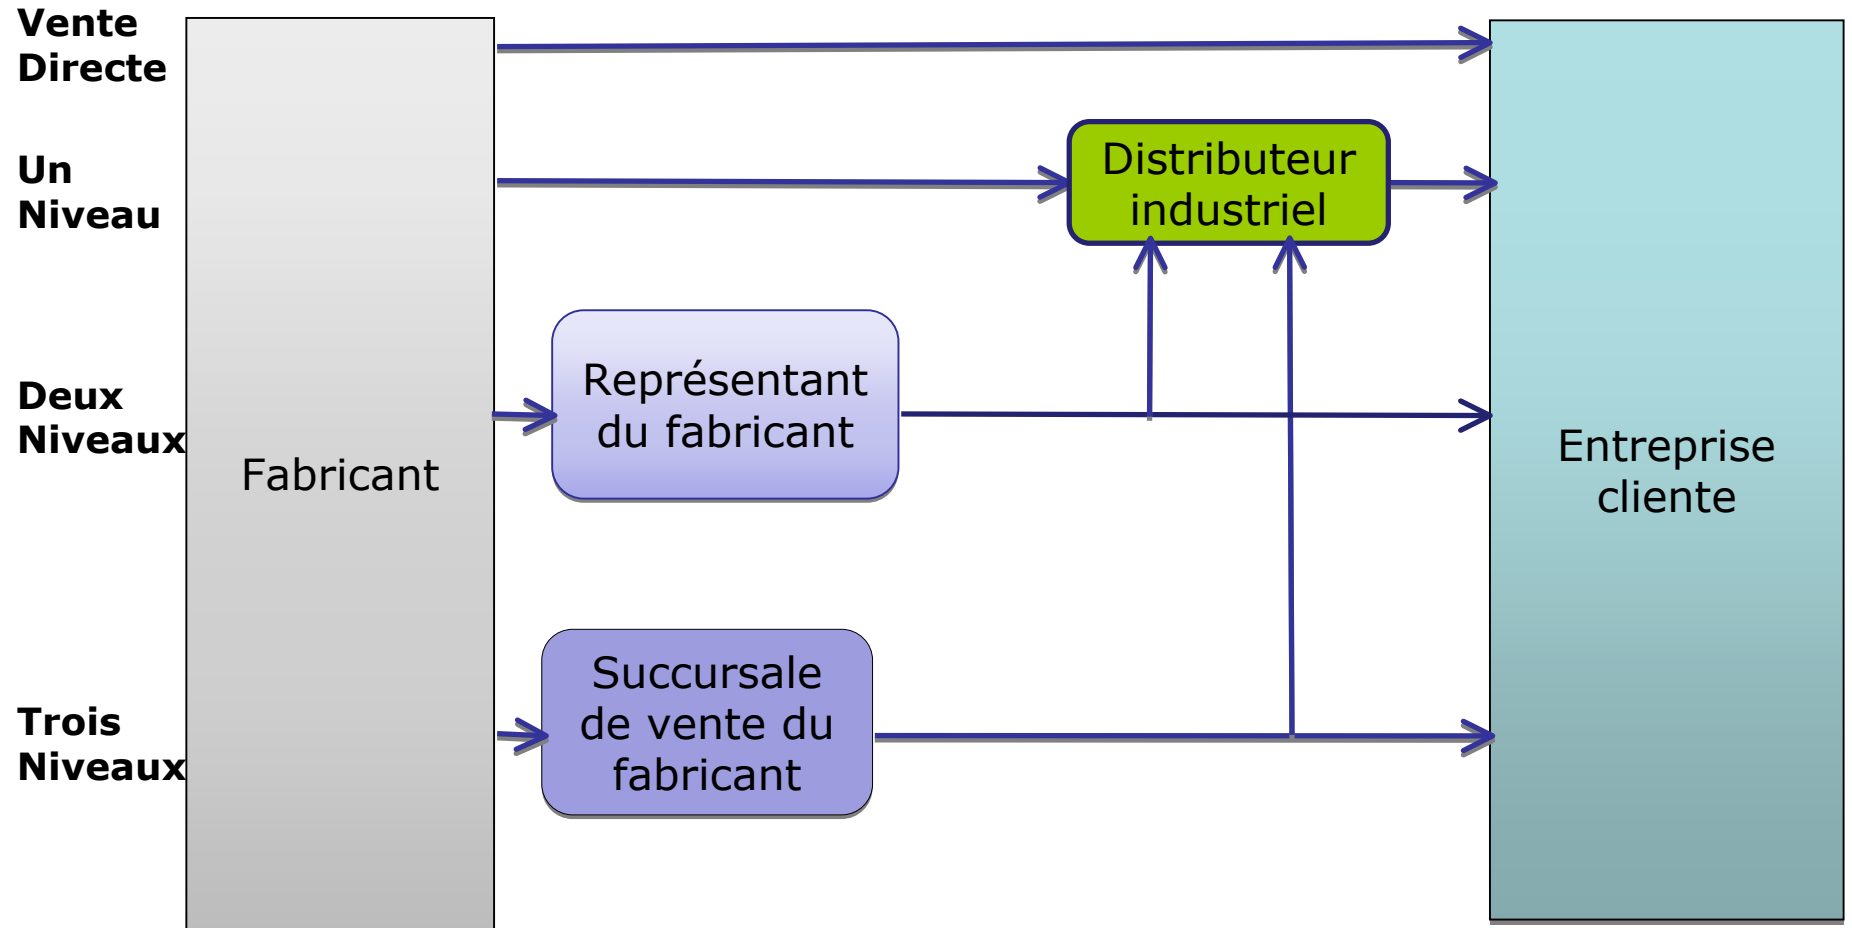 Vente
Directe
Un
Niveau
Deux
Niveaux
Trois
Niveaux
Fabricant
Distributeur
industriel
Représentant
du fabricant
Succursale
de vente du
fabricant
Entreprise
cliente